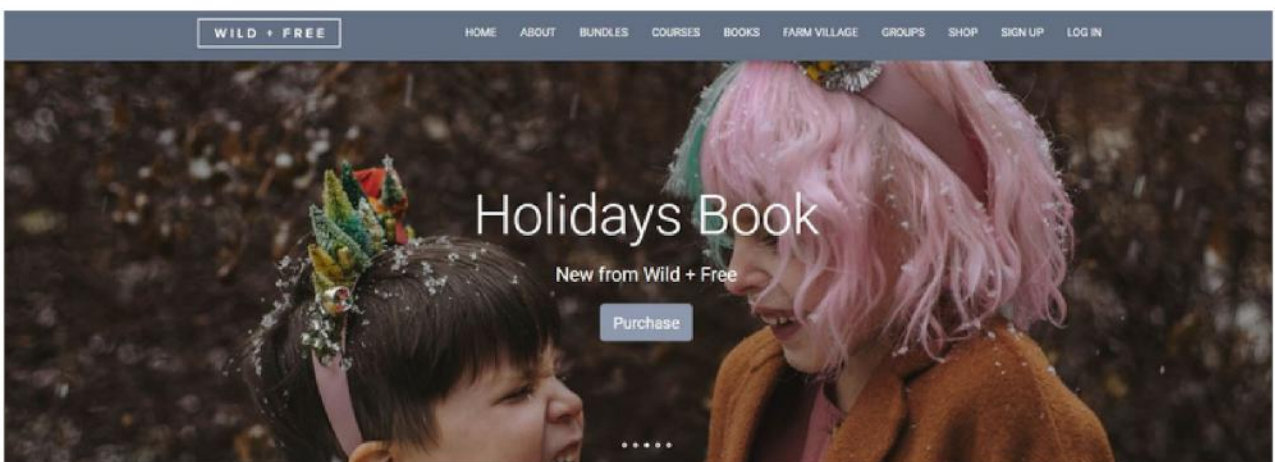 WILD + FREE
HOME ABOUT BUNDLES COURSES BOOKS FARM VILLAGE GROUPS SHOP SIGN UP LOG IN
Holidays Book
New from Wild + Free
Purchase